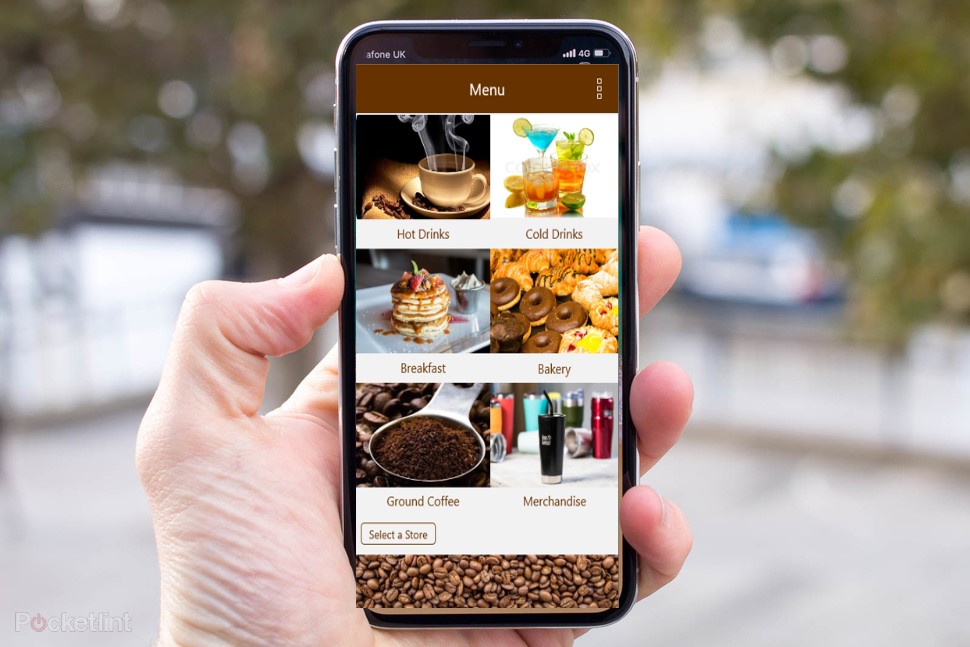 afone UK
4G
Menu
Hot Drinks
Cold Drinks
Breakfast
Bakery
Ground Coffee
Merchandise
Select a Store
Pocketlint